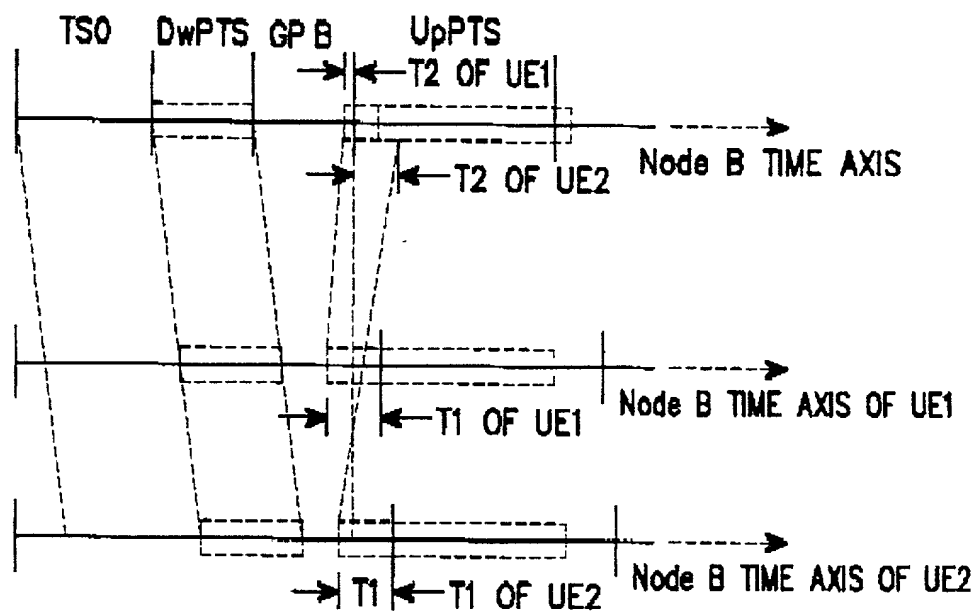 TS0 DwPTS GP B UpPTS
T2 OF UE1
Node B TIME AXIS
T2 OF UE2
Node B TIME AXIS OF UE1
T1 OF UE1
Node B TIME AXIS OF UE2
T1 T1 OF UE2